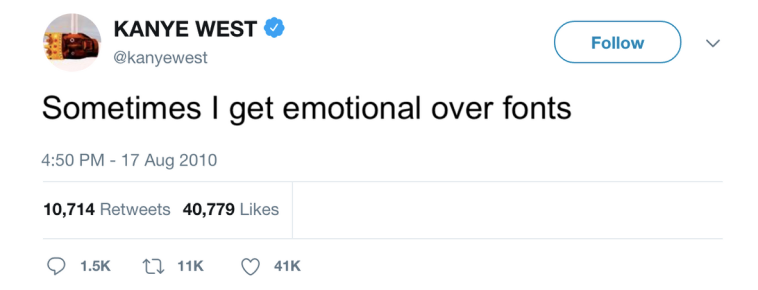 KANYE WEST
@kanyewest
Follow
Sometimes I get emotional over fonts
4:50 PM - 17 Aug 2010
10,714 Retweets 40,779 Likes
1.5K 11K 41K